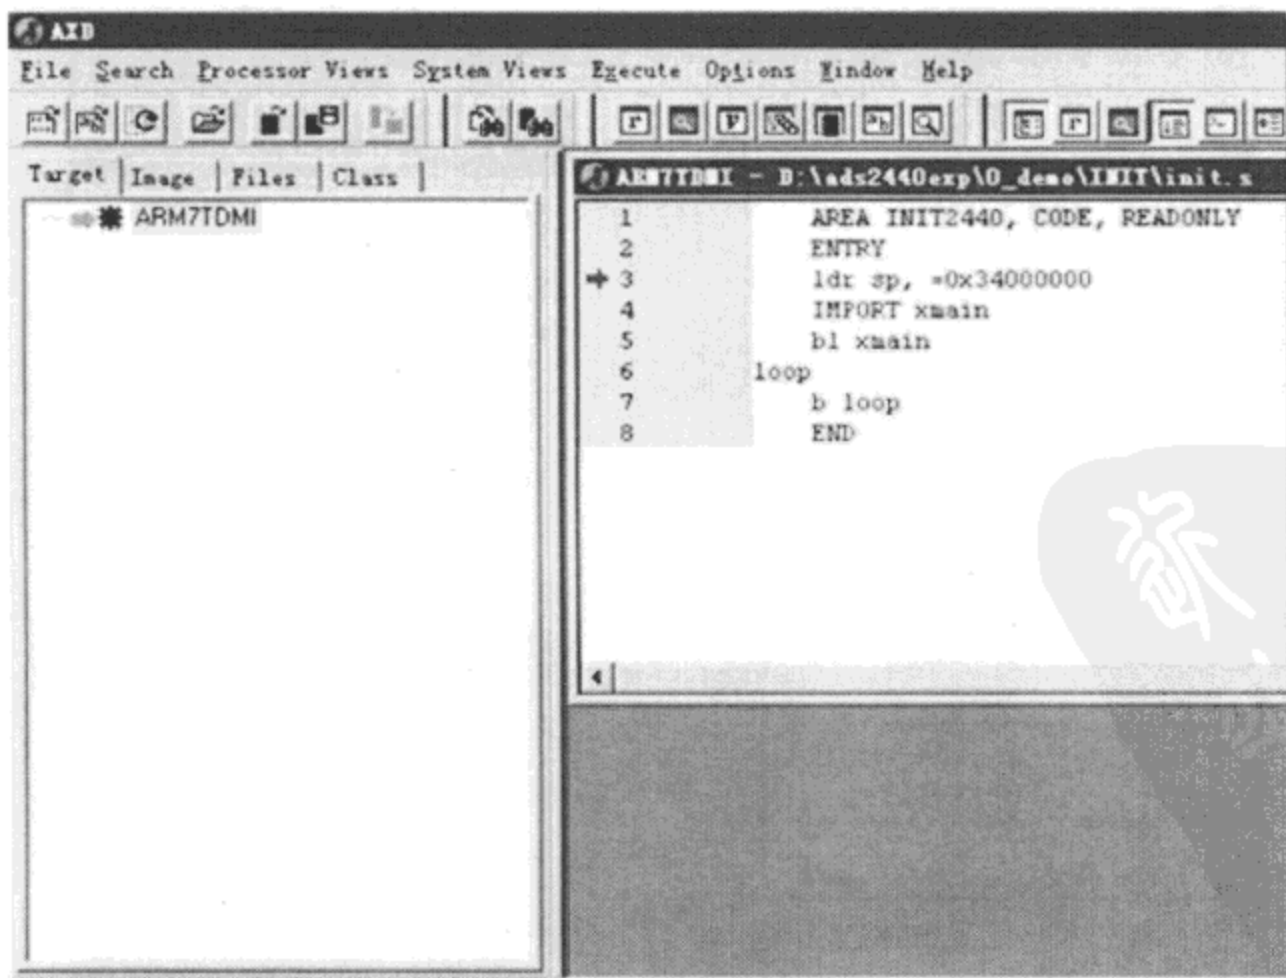 AXD
File Search Processor Views System Views Execute Options Window Help
Target Image Files Class
ARM7TDMI
ARM7TDMI - D:\ads2440exp\0_demo\INIT\init.s
1 AREA INIT2440, CODE, READONLY
2 ENTRY
3 ldr sp, =0x34000000
4 IMPORT xmain
5 bl xmain
6 loop
7 b loop
8 END